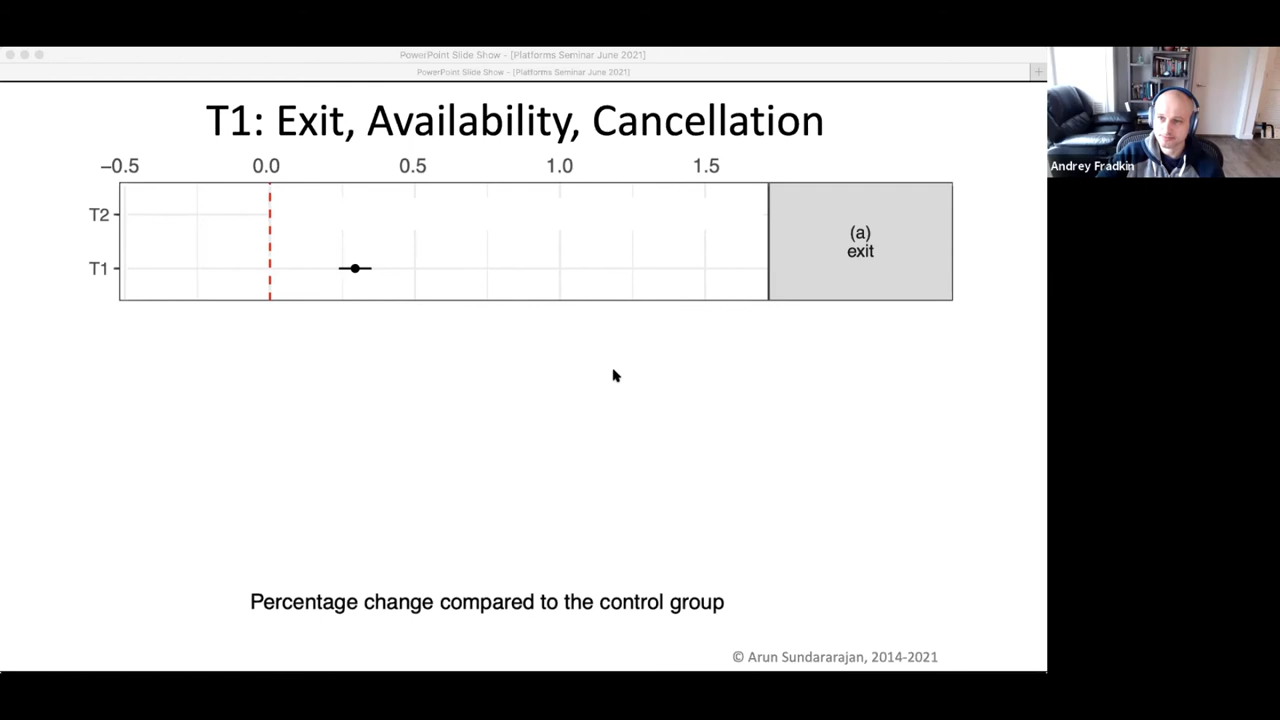 PowerPoint Slide Show - [Platforms Seminar June 2021]
PowerPoint Slide Show - [Platforms Seminar June 2021]
+
T1: Exit, Availability, Cancellation
−0.5 0.0 0.5 1.0 1.5
T2
T1
(a)
exit
Percentage change compared to the control group
© Arun Sundararajan, 2014-2021
Andrey Fradkin